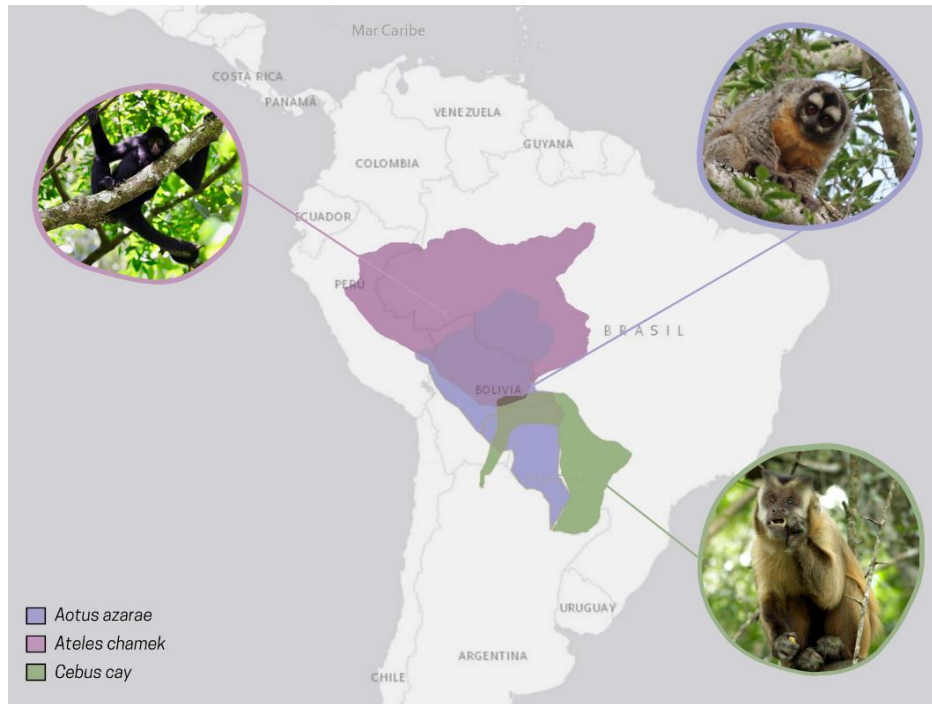 Mar Caribe
COSTA RICA
PANAMÁ
VENEZUELA
GUYANA
COLOMBIA
ECUADOR
PERÚ
BRASIL
BOLIVIA
URUGUAY
ARGENTINA
CHILE
Aotus azarae
Ateles chamek
Cebus cay